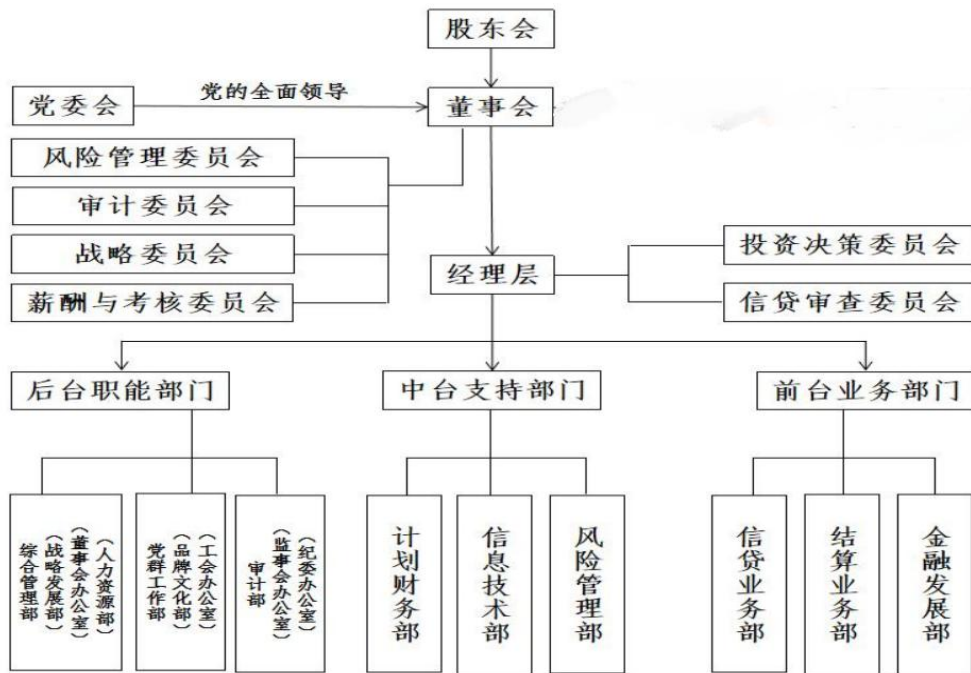 股东会
党的全面领导
党委会
董事会
风险管理委员会
审计委员会
战略委员会
薪酬与考核委员会
经理层
投资决策委员会
信贷审查委员会
后台职能部门
中台支持部门
前台业务部门
综合管理部
（战略发展部）
（董事会办公室）
（人力资源部）
党群工作部
（品牌文化部）
（工会办公室）
审计部
（监事会办公室）
（纪委办公室）
计划财务部
信息技术部
风险管理部
信贷业务部
结算业务部
金融发展部